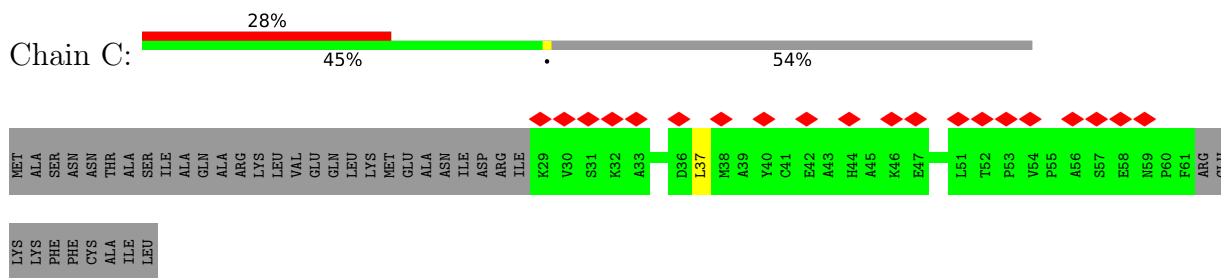 28%
Chain C:
45% • 54%
MET ALA SER ASN ASN THR ALA SER ILE ALA GLN ALA ARG LYS LEU VAL GLU GLN LEU LYS MET GLU ALA ASN ILE ASP ARG ILE K29 V30 S31 K32 A33 D36 L37 M38 A39 Y40 C41 E42 A43 H44 A45 K46 E47 L51 T52 P53 V54 P55 A56 S57 E58 N59 P60 F61 ARG GLU
LYS LYS PHE PHE CYS ALA ILE LEU